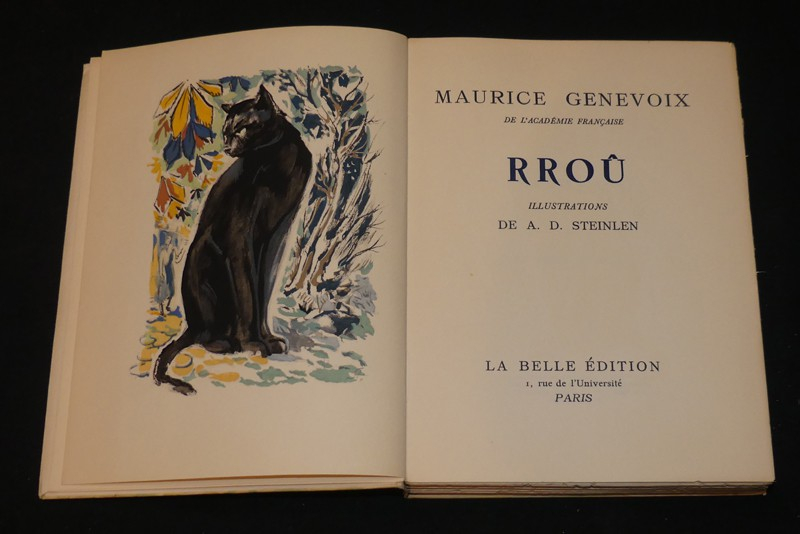 MAURICE GENEVOIX
DE L'ACADÉMIE FRANÇAISE
RROÛ
ILLUSTRATIONS
DE A. D. STEINLEN
LA BELLE ÉDITION
1, rue de l'Université
PARIS